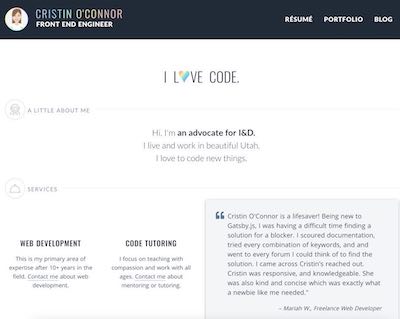 CRISTIN O'CONNOR
FRONT END ENGINEER
RÉSUMÉ
PORTFOLIO
BLOG
I LOVE CODE.
A LITTLE ABOUT ME
Hi, I'm an advocate for I&D.
I live and work in beautiful Utah.
I love to code new things.
SERVICES
WEB DEVELOPMENT
This is my primary area of
expertise after 10+ years in the
field. Contact me about web
development.
CODE TUTORING
I focus on teaching with
compassion and work with all
ages. Contact me about
mentoring or tutoring.
Cristin O'Connor is a lifesaver! Being new to
Gatsby.js, I was having a difficult time finding a
solution for a blocker. I scoured documentation,
tried every combination of keywords, and and
went to every forum I could think of to find the
solution. I came across Cristin's reached out.
Cristin was responsive, and knowledgeable. She
was also kind and concise which was exactly what
a newbie like me needed."
– Mariah W., Freelance Web Developer